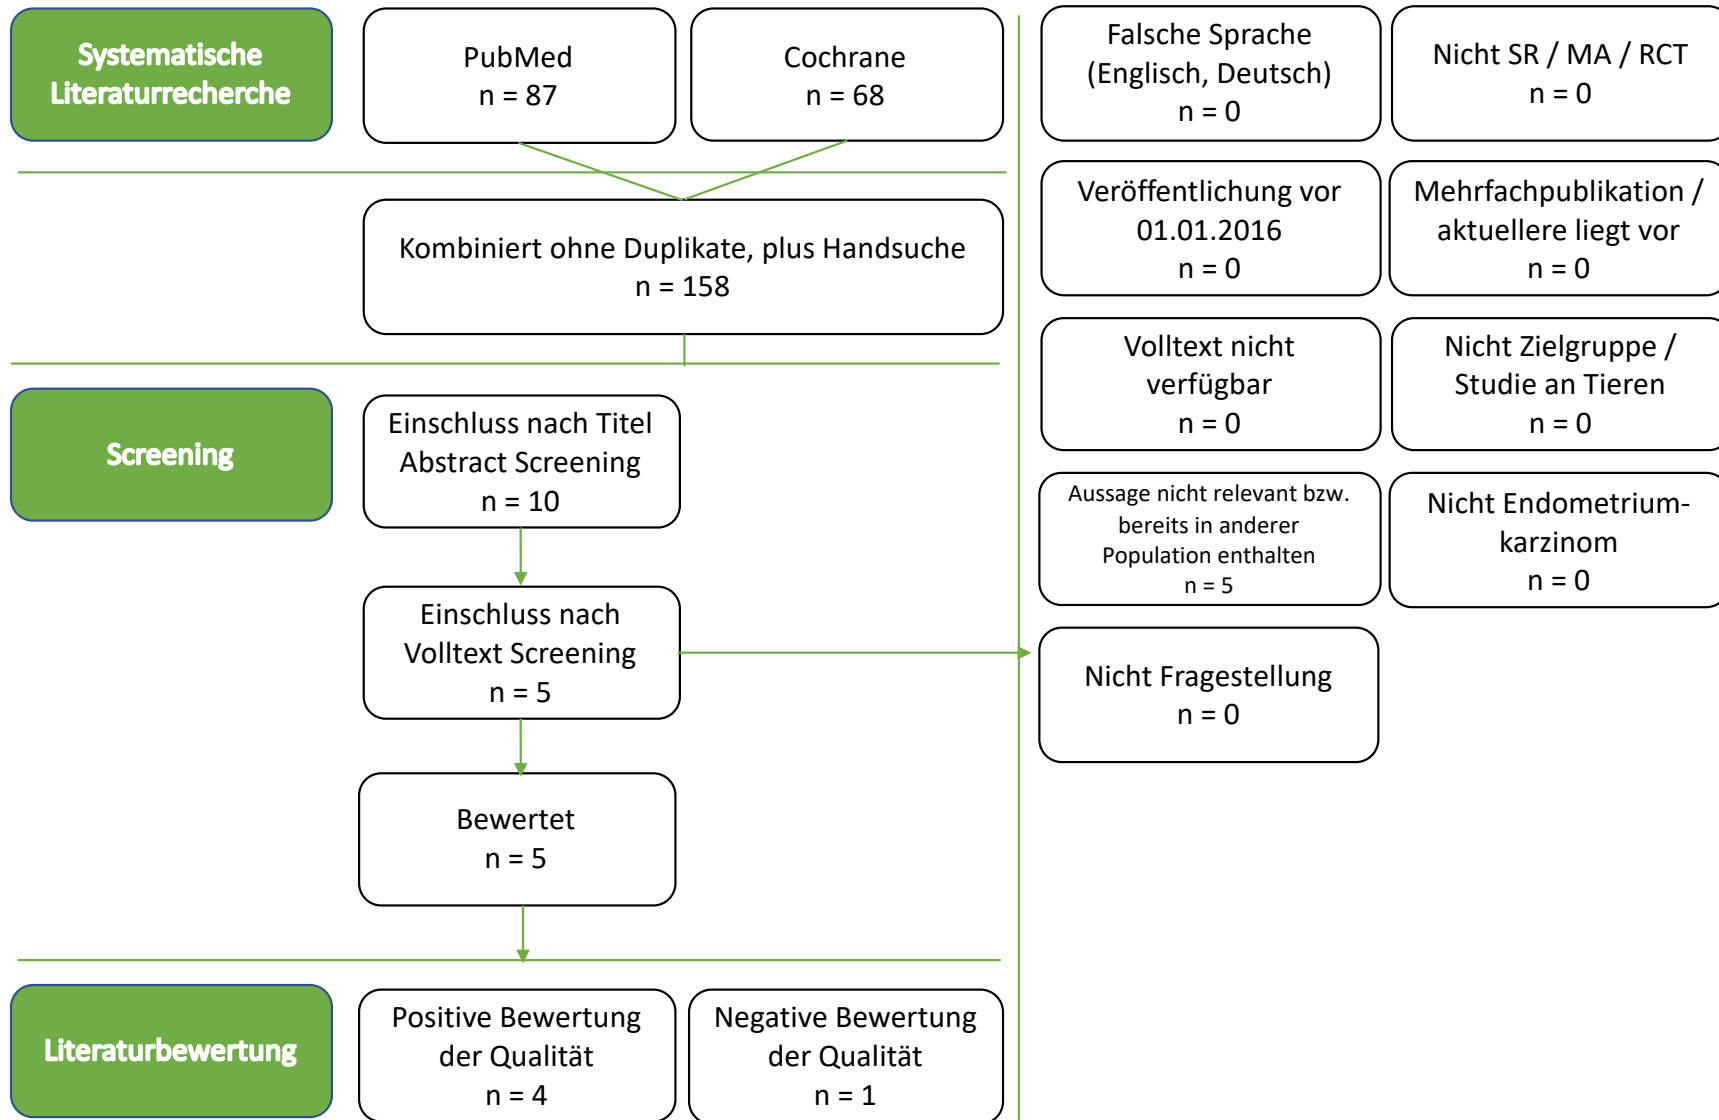 Systematische
Literaturrecherche
PubMed
n = 87
Cochrane
n = 68
Kombiniert ohne Duplikate, plus Handsuche
n = 158
Screening
Einschluss nach Titel
Abstract Screening
n = 10
Einschluss nach
Volltext Screening
n = 5
Bewertet
n = 5
Literaturbewertung
Positive Bewertung
der Qualität
n = 4
Negative Bewertung
der Qualität
n = 1
Falsche Sprache
(Englisch, Deutsch)
n = 0
Nicht SR / MA / RCT
n = 0
Veröffentlichung vor
01.01.2016
n = 0
Mehrfachpublikation /
aktuellere liegt vor
n = 0
Volltext nicht
verfügbar
n = 0
Nicht Zielgruppe /
Studie an Tieren
n = 0
Aussage nicht relevant bzw.
bereits in anderer
Population enthalten
n = 5
Nicht Endometrium-
karzinom
n = 0
Nicht Fragestellung
n = 0